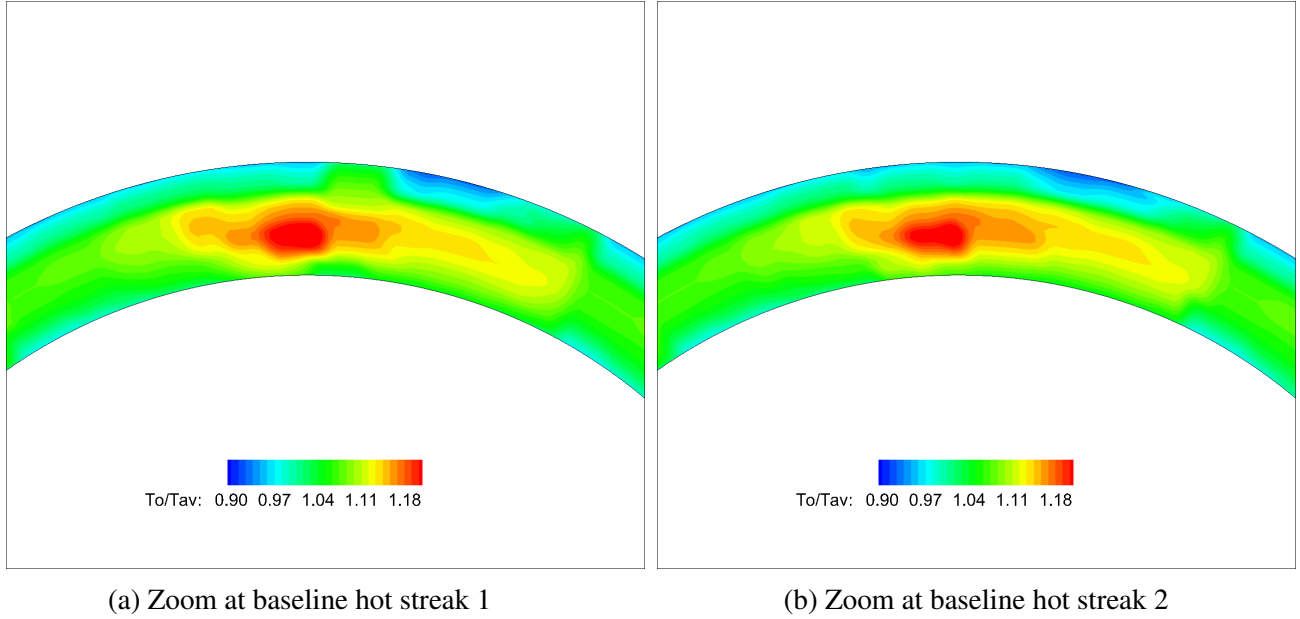 To/Tav: 0.90 0.97 1.04 1.11 1.18
To/Tav: 0.90 0.97 1.04 1.11 1.18
(a) Zoom at baseline hot streak 1
(b) Zoom at baseline hot streak 2